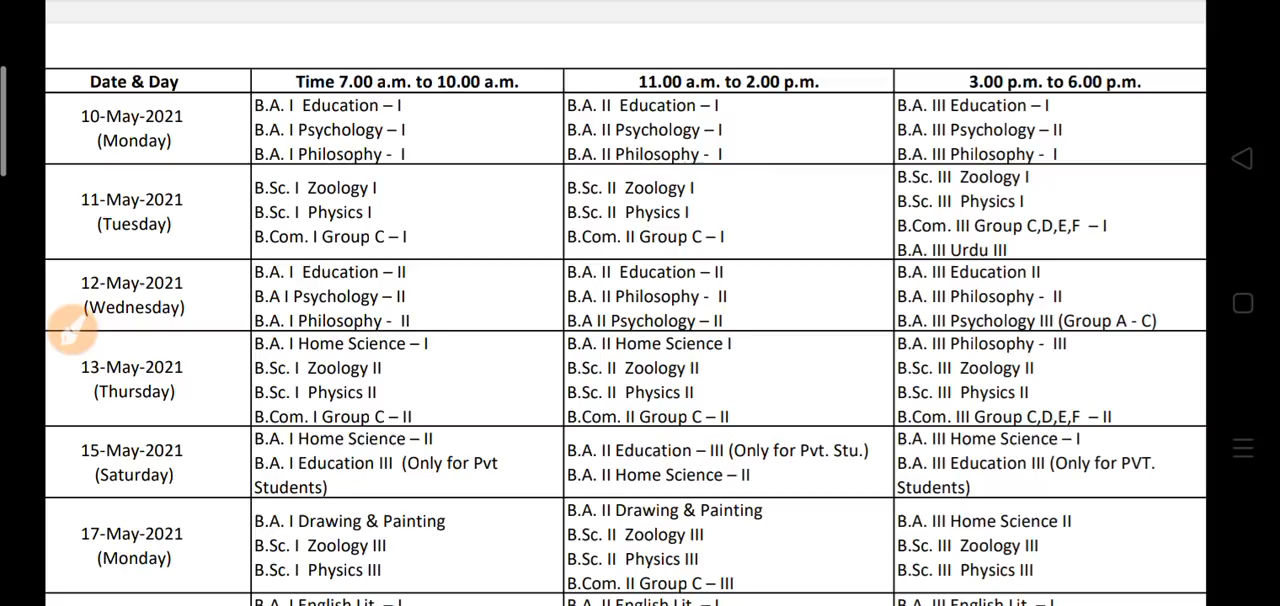 Date & Day
Time 7.00 a.m. to 10.00 a.m.
11.00 a.m. to 2.00 p.m.
3.00 p.m. to 6.00 p.m.
10-May-2021
(Monday)
B.A. I Education – I
B.A. I Psychology – I
B.A. I Philosophy - I
B.A. II Education – I
B.A. II Psychology – I
B.A. II Philosophy - I
B.A. III Education – I
B.A. III Psychology – II
B.A. III Philosophy - I
11-May-2021
(Tuesday)
B.Sc. I Zoology I
B.Sc. I Physics I
B.Com. I Group C – I
B.Sc. II Zoology I
B.Sc. II Physics I
B.Com. II Group C – I
B.Sc. III Zoology I
B.Sc. III Physics I
B.Com. III Group C,D,E,F – I
B.A. III Urdu III
12-May-2021
(Wednesday)
B.A. I Education – II
B.A I Psychology – II
B.A. I Philosophy - II
B.A. II Education – II
B.A. II Philosophy - II
B.A II Psychology – II
B.A. III Education II
B.A. III Philosophy - II
B.A. III Psychology III (Group A - C)
13-May-2021
(Thursday)
B.A. I Home Science – I
B.Sc. I Zoology II
B.Sc. I Physics II
B.Com. I Group C – II
B.A. II Home Science I
B.Sc. II Zoology II
B.Sc. II Physics II
B.Com. II Group C – II
B.A. III Philosophy - III
B.Sc. III Zoology II
B.Sc. III Physics II
B.Com. III Group C,D,E,F – II
15-May-2021
(Saturday)
B.A. I Home Science – II
B.A. I Education III (Only for Pvt
Students)
B.A. II Education – III (Only for Pvt. Stu.)
B.A. II Home Science – II
B.A. III Home Science – I
B.A. III Education III (Only for PVT.
Students)
17-May-2021
(Monday)
B.A. I Drawing & Painting
B.Sc. I Zoology III
B.Sc. I Physics III
B.A. II Drawing & Painting
B.Sc. II Zoology III
B.Sc. II Physics III
B.Com. II Group C – III
B.A. III Home Science II
B.Sc. III Zoology III
B.Sc. III Physics III
B.A. I English Lit. – I
B.A. II English Lit. – I
B.A. III English Lit. – I